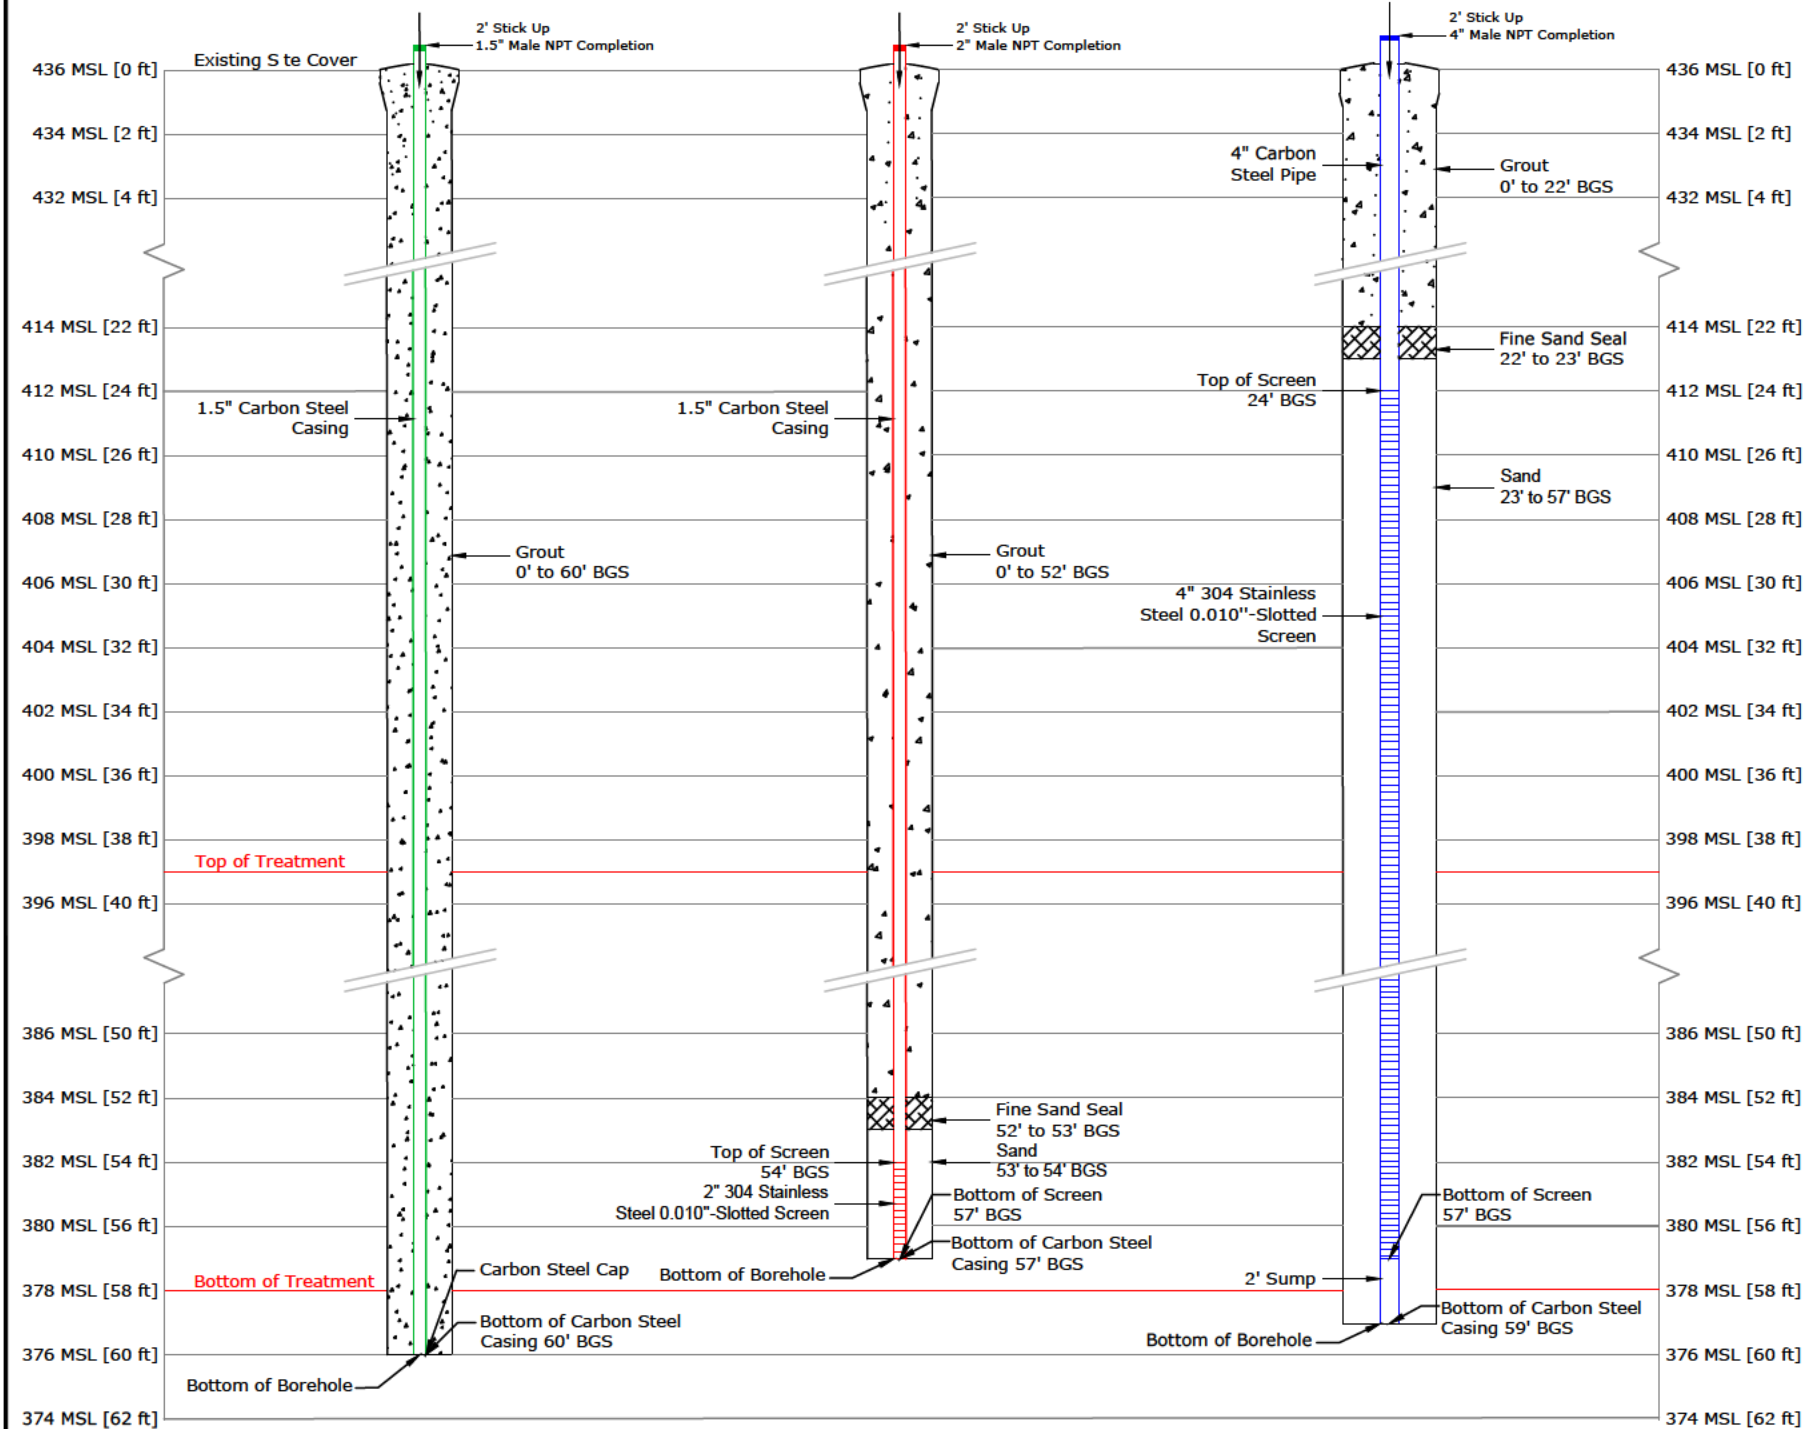 2' Stick Up
1.5" Male NPT Completion
2' Stick Up
2" Male NPT Completion
2' Stick Up
4" Male NPT Completion
Existing S te Cover
436 MSL [0 ft]
436 MSL [0 ft]
434 MSL [2 ft]
434 MSL [2 ft]
4" Carbon
Steel Pipe
Grout
0' to 22' BGS
432 MSL [4 ft]
432 MSL [4 ft]
414 MSL [22 ft]
414 MSL [22 ft]
Fine Sand Seal
22' to 23' BGS
412 MSL [24 ft]
Top of Screen
24' BGS
412 MSL [24 ft]
1.5" Carbon Steel
Casing
1.5" Carbon Steel
Casing
410 MSL [26 ft]
410 MSL [26 ft]
Sand
23' to 57' BGS
408 MSL [28 ft]
408 MSL [28 ft]
Grout
0' to 60' BGS
Grout
0' to 52' BGS
406 MSL [30 ft]
406 MSL [30 ft]
4" 304 Stainless
Steel 0.010''-Slotted
Screen
404 MSL [32 ft]
404 MSL [32 ft]
402 MSL [34 ft]
402 MSL [34 ft]
400 MSL [36 ft]
400 MSL [36 ft]
398 MSL [38 ft]
398 MSL [38 ft]
Top of Treatment
396 MSL [40 ft]
396 MSL [40 ft]
386 MSL [50 ft]
386 MSL [50 ft]
384 MSL [52 ft]
384 MSL [52 ft]
Fine Sand Seal
52' to 53' BGS
Sand
53' to 54' BGS
382 MSL [54 ft]
Top of Screen
54' BGS
382 MSL [54 ft]
2" 304 Stainless
Steel 0.010"-Slotted Screen
Bottom of Screen
57' BGS
Bottom of Screen
57' BGS
380 MSL [56 ft]
380 MSL [56 ft]
Bottom of Carbon Steel
Casing 57' BGS
Carbon Steel Cap
Bottom of Borehole
2' Sump
Bottom of Treatment
378 MSL [58 ft]
378 MSL [58 ft]
Bottom of Carbon Steel
Casing 60' BGS
Bottom of Borehole
Bottom of Carbon Steel
Casing 59' BGS
376 MSL [60 ft]
376 MSL [60 ft]
Bottom of Borehole
374 MSL [62 ft]
374 MSL [62 ft]